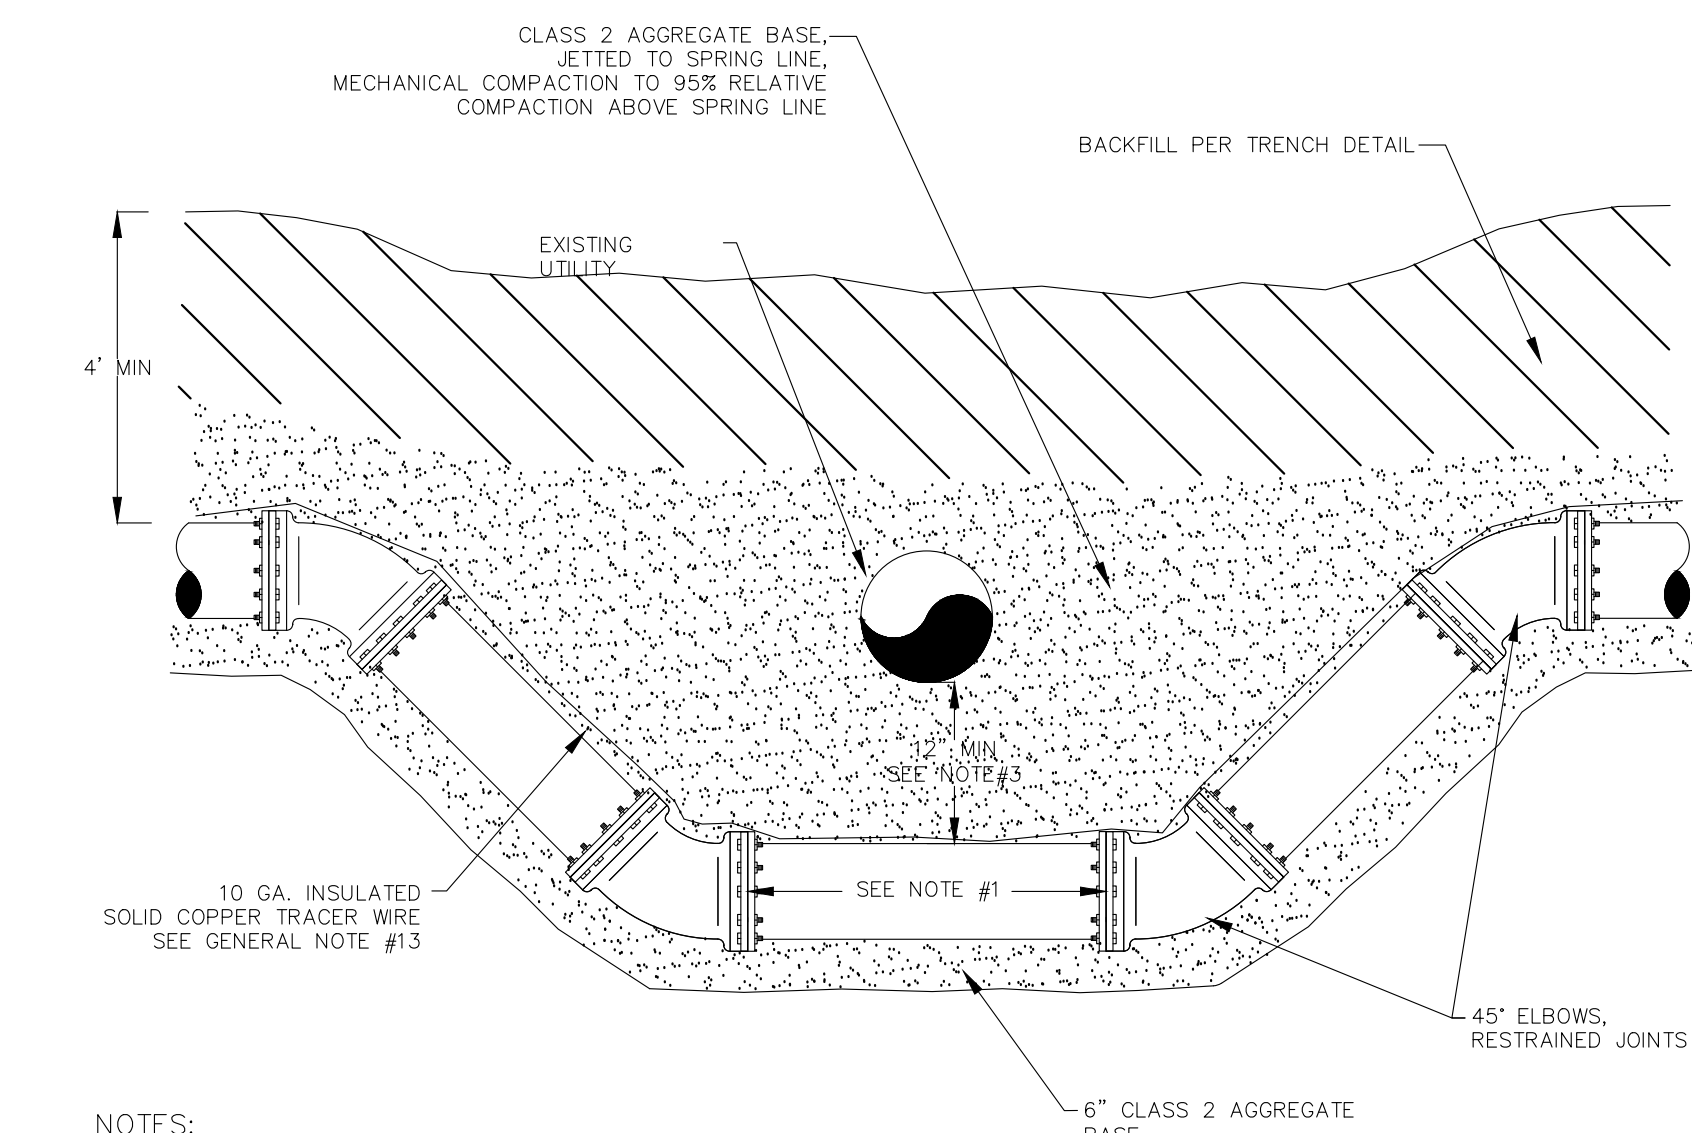 CLASS 2 AGGREGATE BASE,
JETTED TO SPRING LINE,
MECHANICAL COMPACTION TO 95% RELATIVE
COMPACTION ABOVE SPRING LINE
BACKFILL PER TRENCH DETAIL
EXISTING
UTILITY
4' MIN
12" MIN
SEE NOTE#3
SEE NOTE #1
10 GA. INSULATED
SOLID COPPER TRACER WIRE
SEE GENERAL NOTE #13
45° ELBOWS,
RESTRAINED JOINTS
6" CLASS 2 AGGREGATE
BASE
NOTES: